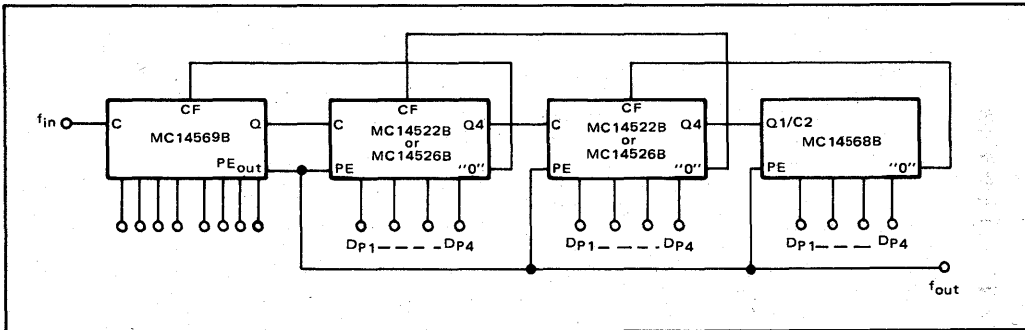 CF CF CF
f_in C Q C Q4 C Q4 Q1/C2
MC14569B MC14522B MC14522B MC14568B
or or
MC14526B MC14526B
PE_out PE "0" PE "0" PE "0"
D_P1 — — — - D_P4 D_P1 — — — - D_P4 D_P1 — — — D_P4
f_out